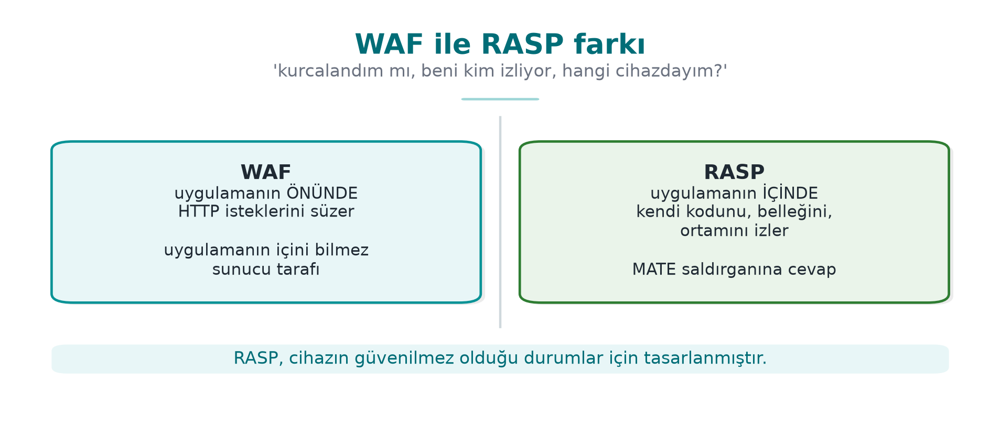 WAF ile RASP farkı
'kurcalandım mı, beni kim izliyor, hangi cihazdayım?'
WAF
uygulamanın ÖNÜNDE
HTTP isteklerini süzer
uygulamanın içini bilmez
sunucu tarafı
RASP
uygulamanın İÇİNDE
kendi kodunu, belleğini,
ortamını izler
MATE saldırganına cevap
RASP, cihazın güvenilmez olduğu durumlar için tasarlanmıştır.